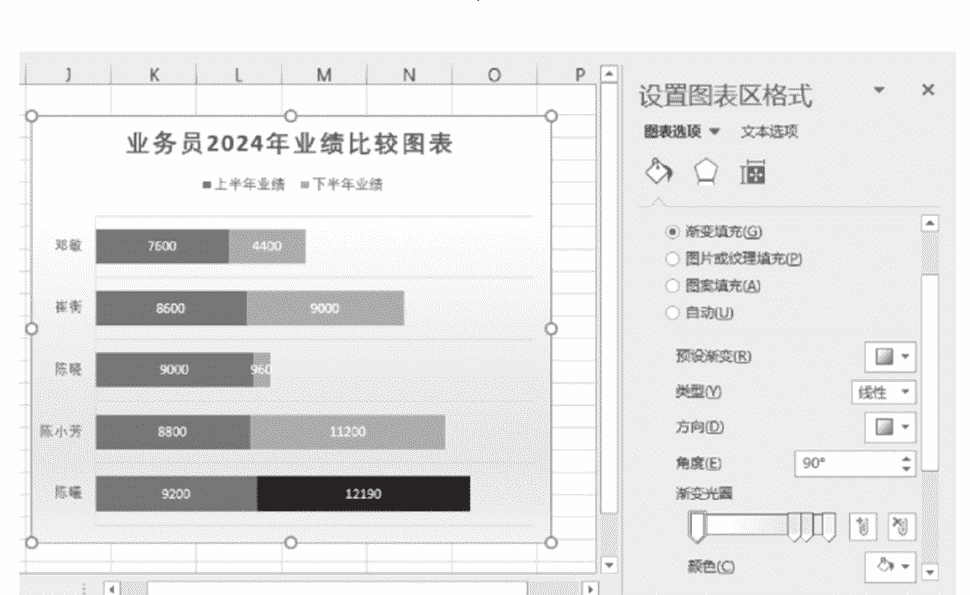 J K L M N O P
业务员2024年业绩比较图表
■上半年业绩 ■下半年业绩
邓敏 7600 4400
崔衡 8600 9000
陈晓 9000 960
陈小芳 8800 11200
陈曦 9200 12190
设置图表区格式
图表选项 文本选项
渐变填充(G)
图片或纹理填充(P)
图案填充(A)
自动(U)
预设渐变(R)
类型(Y) 线性
方向(D)
角度(E) 90°
渐变光圈
颜色(C)